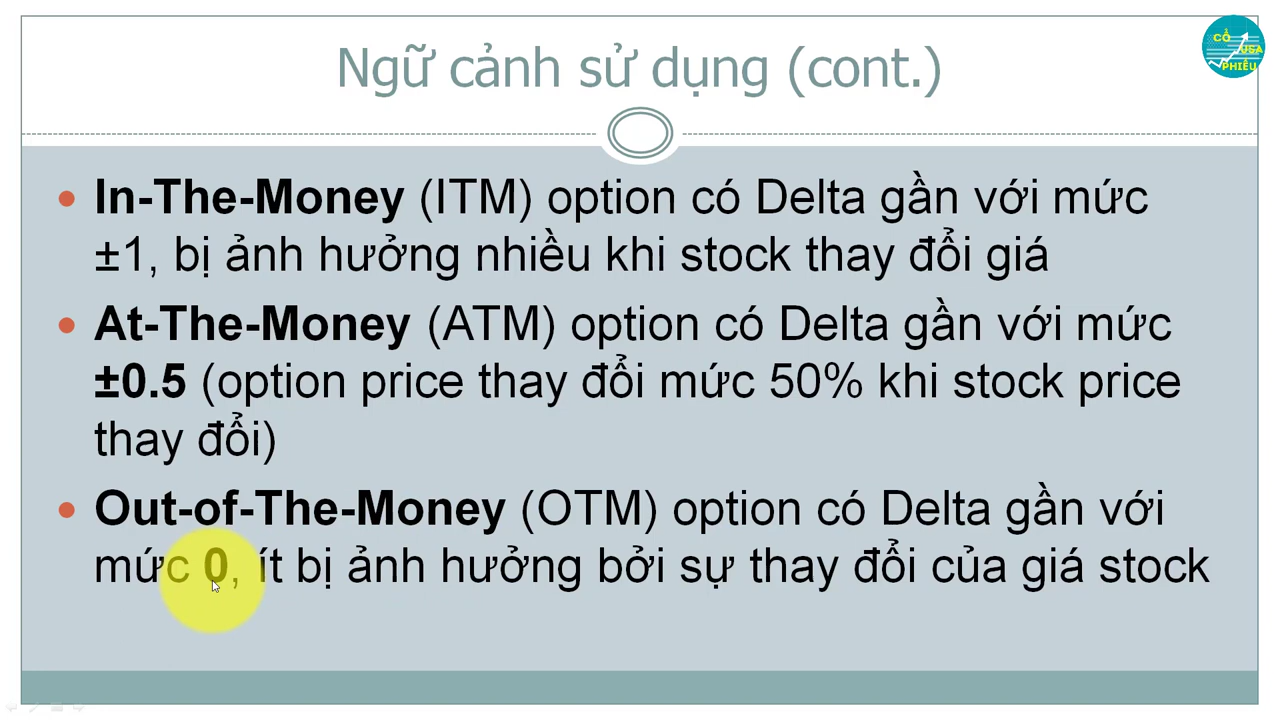 Ngữ cảnh sử dụng (cont.)
CỔ
USA
PHIẾU
In-The-Money (ITM) option có Delta gần với mức
±1, bị ảnh hưởng nhiều khi stock thay đổi giá
At-The-Money (ATM) option có Delta gần với mức
±0.5 (option price thay đổi mức 50% khi stock price
thay đổi)
Out-of-The-Money (OTM) option có Delta gần với
mức 0, ít bị ảnh hưởng bởi sự thay đổi của giá stock